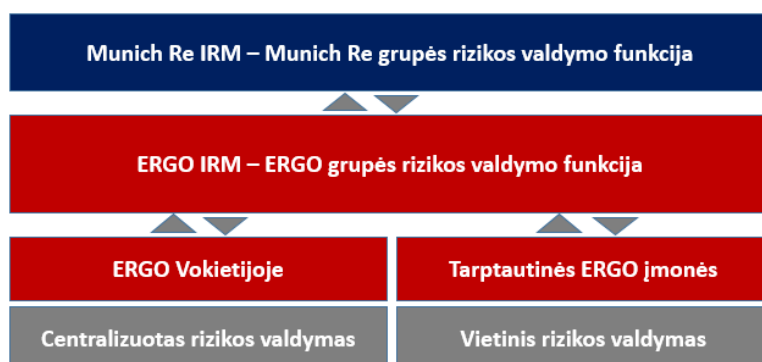 Munich Re IRM – Munich Re grupės rizikos valdymo funkcija
ERGO IRM – ERGO grupės rizikos valdymo funkcija
ERGO Vokietijoje
Tarptautinės ERGO įmonės
Centralizuotas rizikos valdymas
Vietinis rizikos valdymas